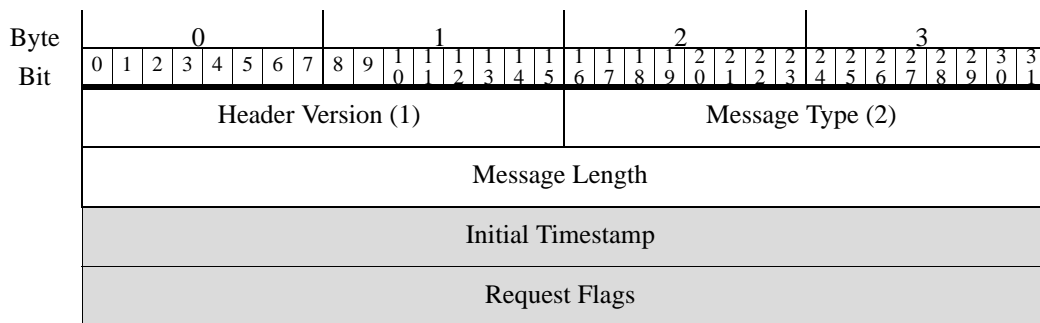 Byte 0 1 2 3
Bit 0 1 2 3 4 5 6 7 8 9 10 11 12 13 14 15 16 17 18 19 20 21 22 23 24 25 26 27 28 29 30 31
Header Version (1) Message Type (2)
Message Length
Initial Timestamp
Request Flags